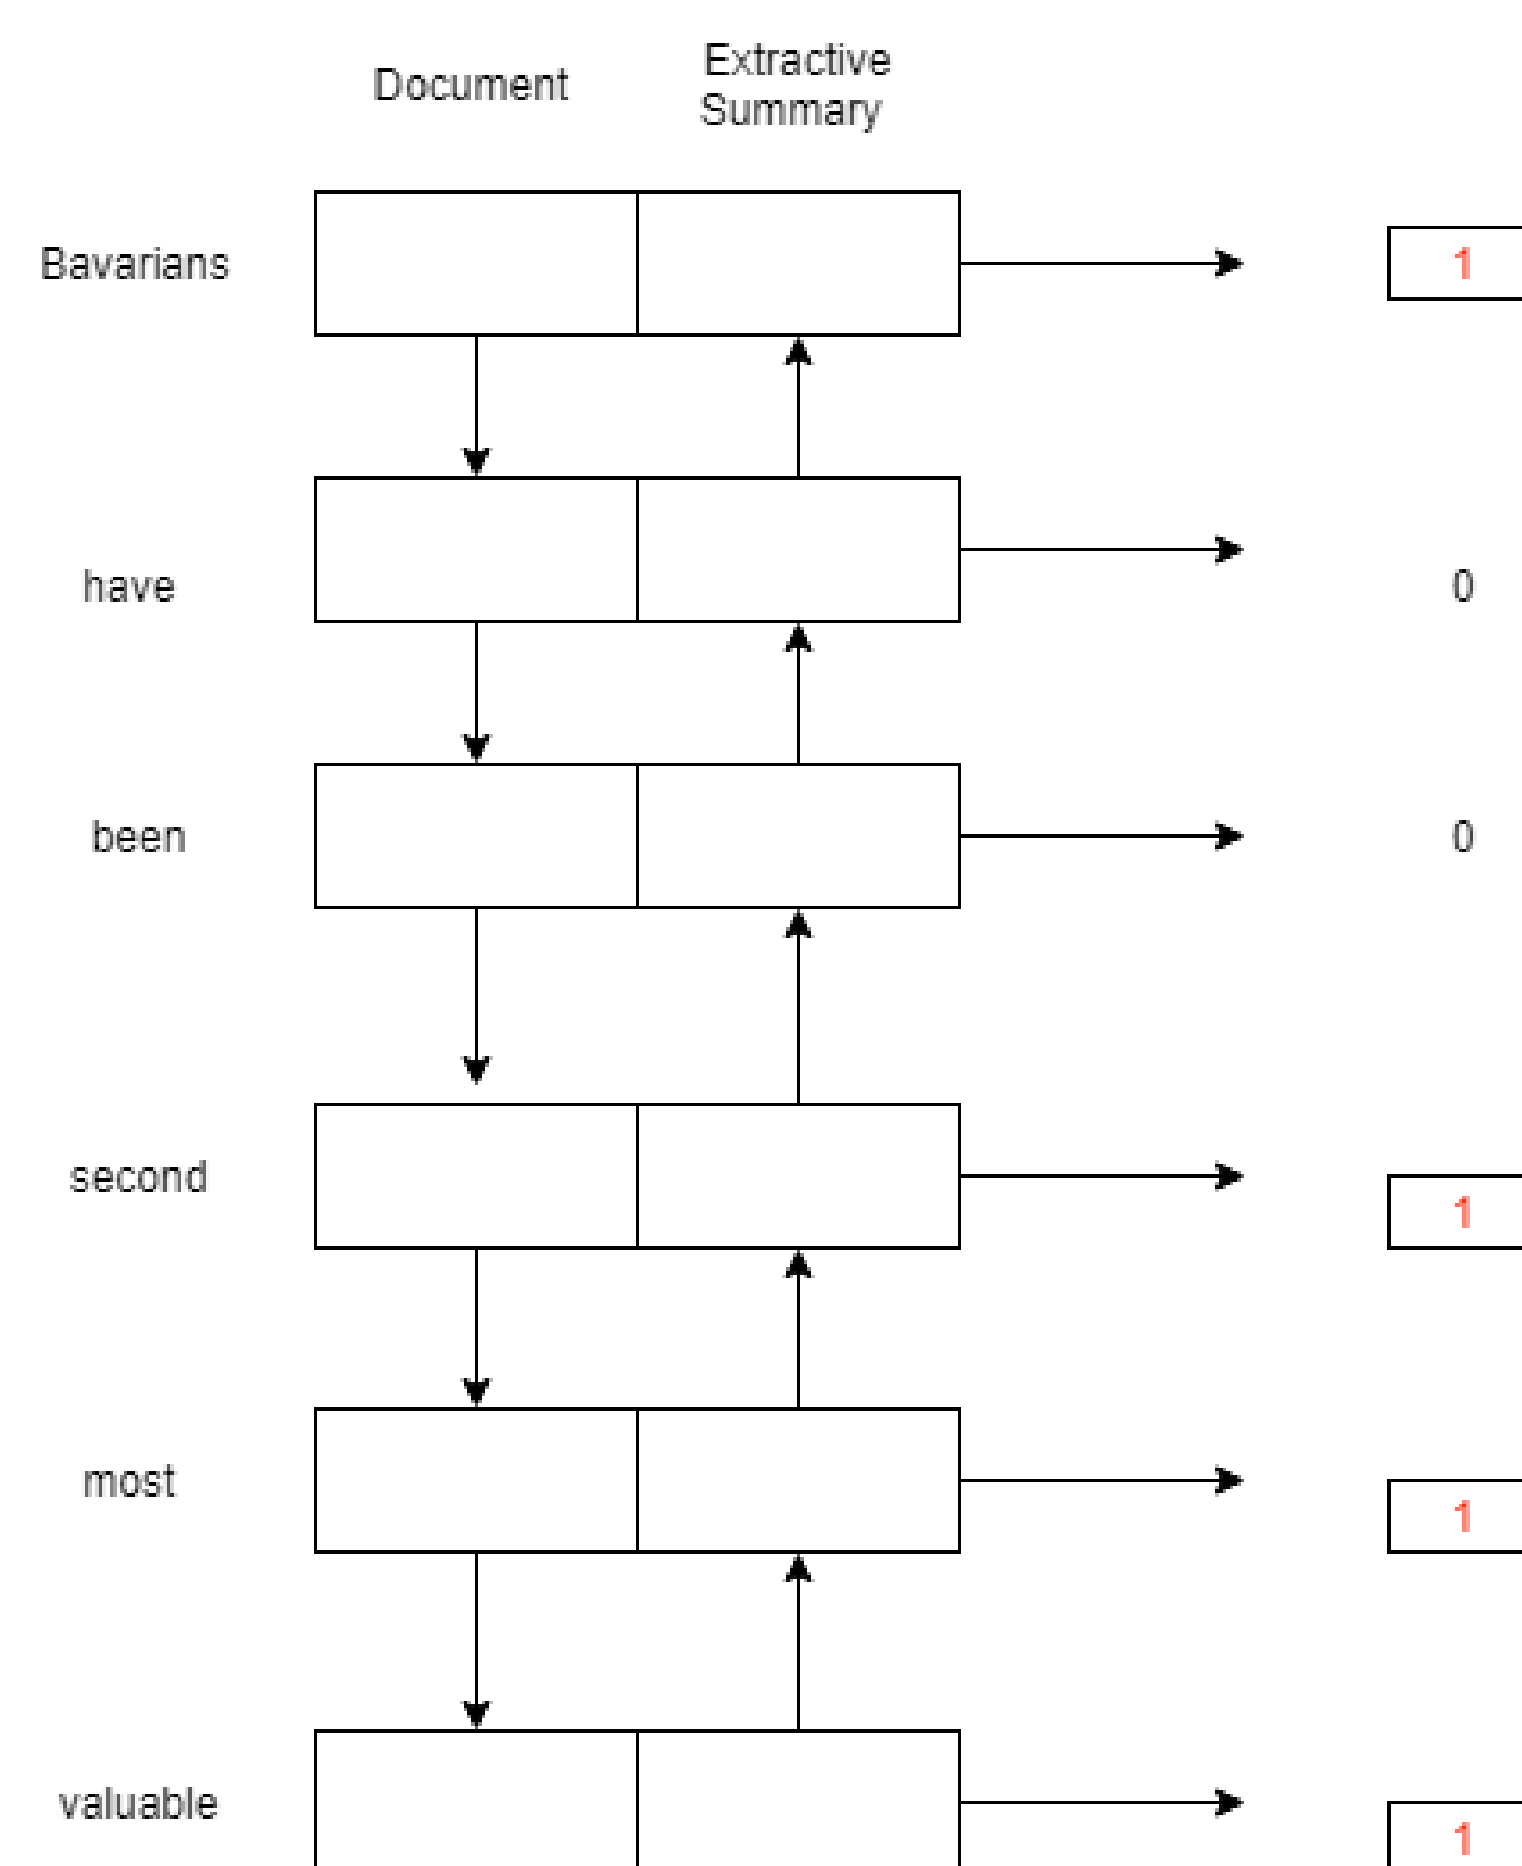 Document
Extractive
Summary
Bavarians
1
have
0
been
0
second
1
most
1
valuable
1